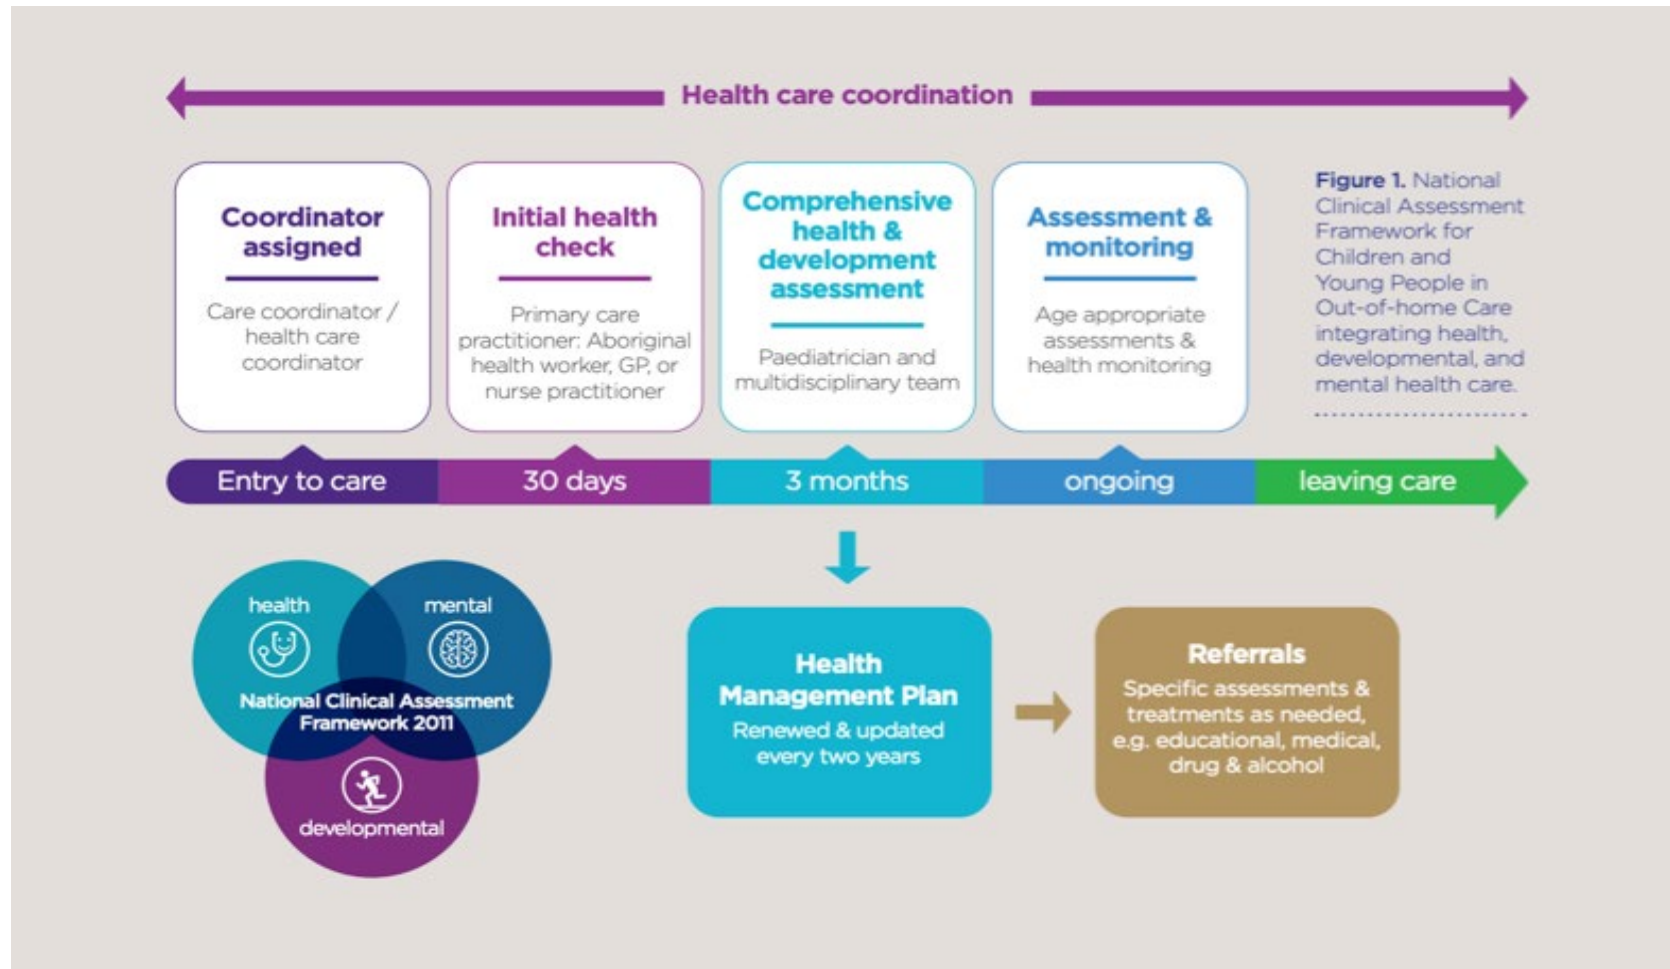 Health care coordination
Coordinator
assigned
Care coordinator /
health care
coordinator
Initial health
check
Primary care
practitioner: Aboriginal
health worker, GP, or
nurse practitioner
Comprehensive
health &
development
assessment
Paediatrician and
multidisciplinary team
Assessment &
monitoring
Age appropriate
assessments &
health monitoring
Figure 1. National
Clinical Assessment
Framework for
Children and
Young People in
Out-of-home Care
integrating health,
developmental, and
mental health care.
Entry to care
30 days
3 months
ongoing
leaving care
health
mental
National Clinical Assessment
Framework 2011
developmental
Health
Management Plan
Renewed & updated
every two years
Referrals
Specific assessments &
treatments as needed,
e.g. educational, medical,
drug & alcohol